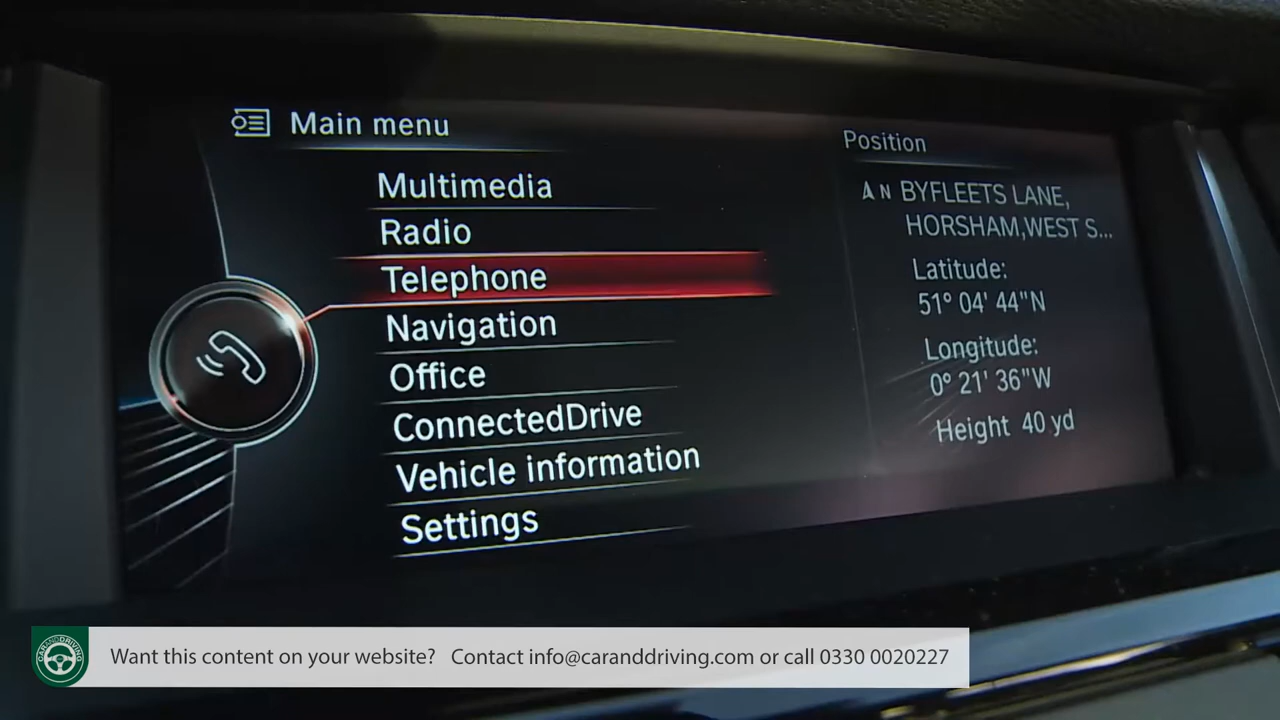 Main menu
Multimedia
Radio
Telephone
Navigation
Office
ConnectedDrive
Vehicle information
Settings
Position
N BYFLEETS LANE,
HORSHAM,WEST S...
Latitude:
51° 04' 44"N
Longitude:
0° 21' 36"W
Height 40 yd
CARANDDRIVING
Want this content on your website? Contact info@caranddriving.com or call 0330 0020227